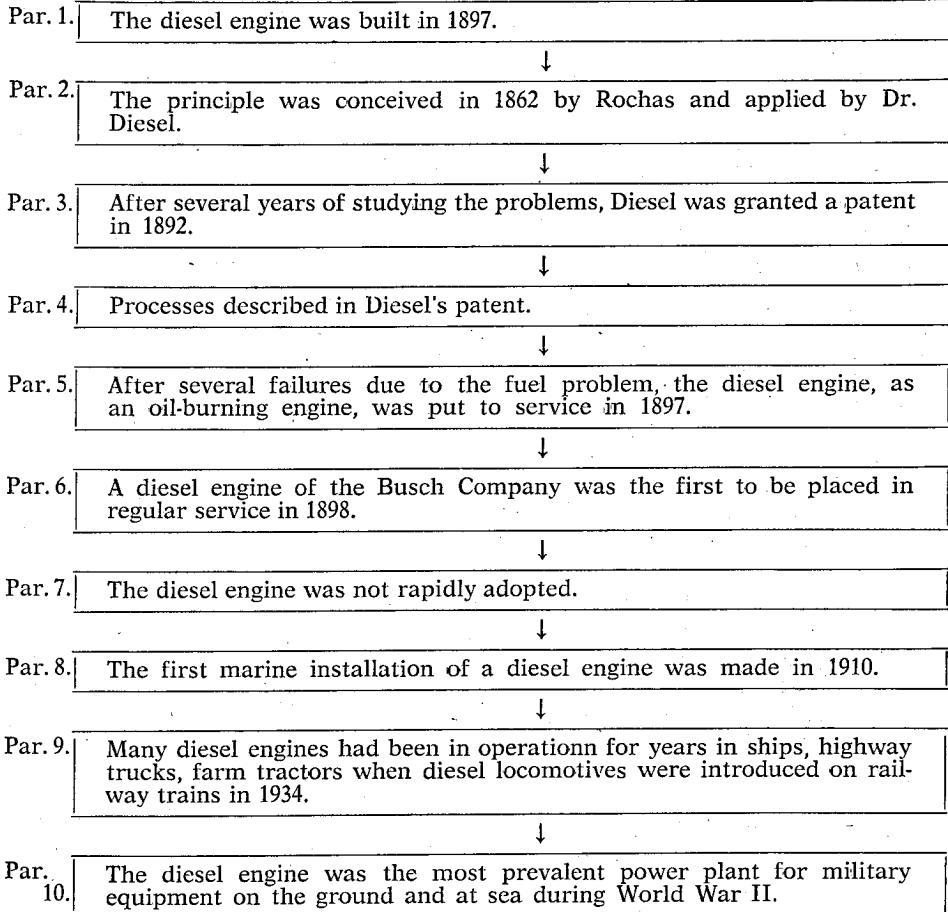 Par. 1. The diesel engine was built in 1897.
↓
Par. 2. The principle was conceived in 1862 by Rochas and applied by Dr.
Diesel.
↓
Par. 3. After several years of studying the problems, Diesel was granted a patent
in 1892.
↓
Par. 4. Processes described in Diesel's patent.
↓
Par. 5. After several failures due to the fuel problem, the diesel engine, as
an oil-burning engine, was put to service in 1897.
↓
Par. 6. A diesel engine of the Busch Company was the first to be placed in
regular service in 1898.
↓
Par. 7. The diesel engine was not rapidly adopted.
↓
Par. 8. The first marine installation of a diesel engine was made in 1910.
↓
Par. 9. Many diesel engines had been in operationn for years in ships, highway
trucks, farm tractors when diesel locomotives were introduced on rail-
way trains in 1934.
↓
Par. The diesel engine was the most prevalent power plant for military
10. equipment on the ground and at sea during World War II.